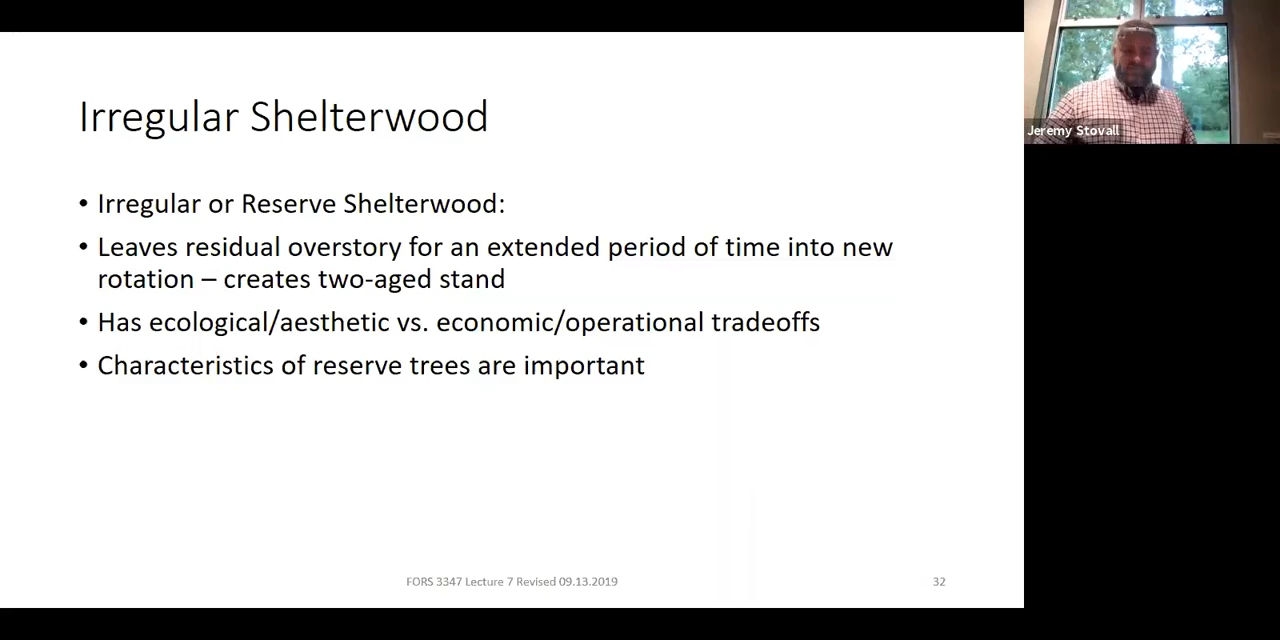 Irregular Shelterwood
• Irregular or Reserve Shelterwood:
• Leaves residual overstory for an extended period of time into new
rotation – creates two-aged stand
• Has ecological/aesthetic vs. economic/operational tradeoffs
• Characteristics of reserve trees are important
FORS 3347 Lecture 7 Revised 09.13.2019
32
Jeremy Stovall